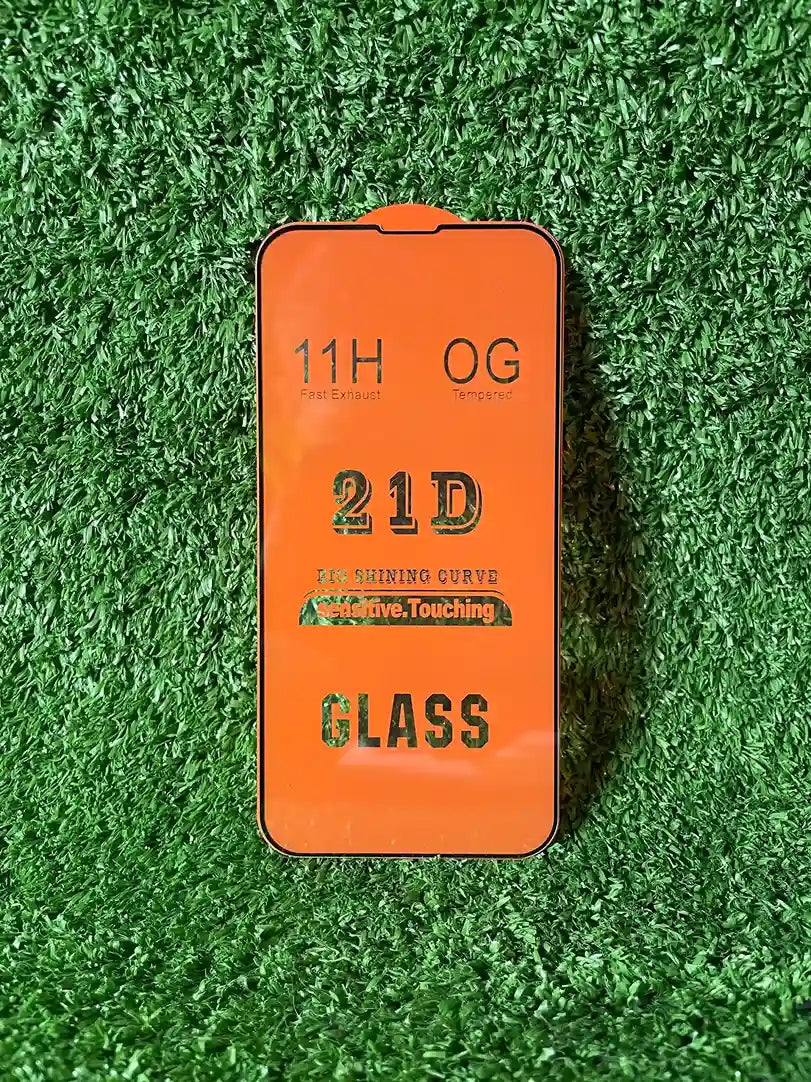 11H OG
Fast Exhaust Tempered
21D
BIG SHINING CURVE
sensitive.Touching
GLASS